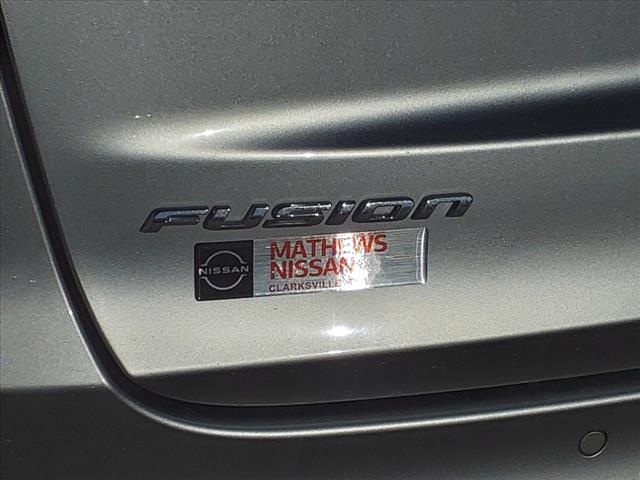 FUSION
NISSAN
MATHEWS
NISSAN
CLARKSVILLE